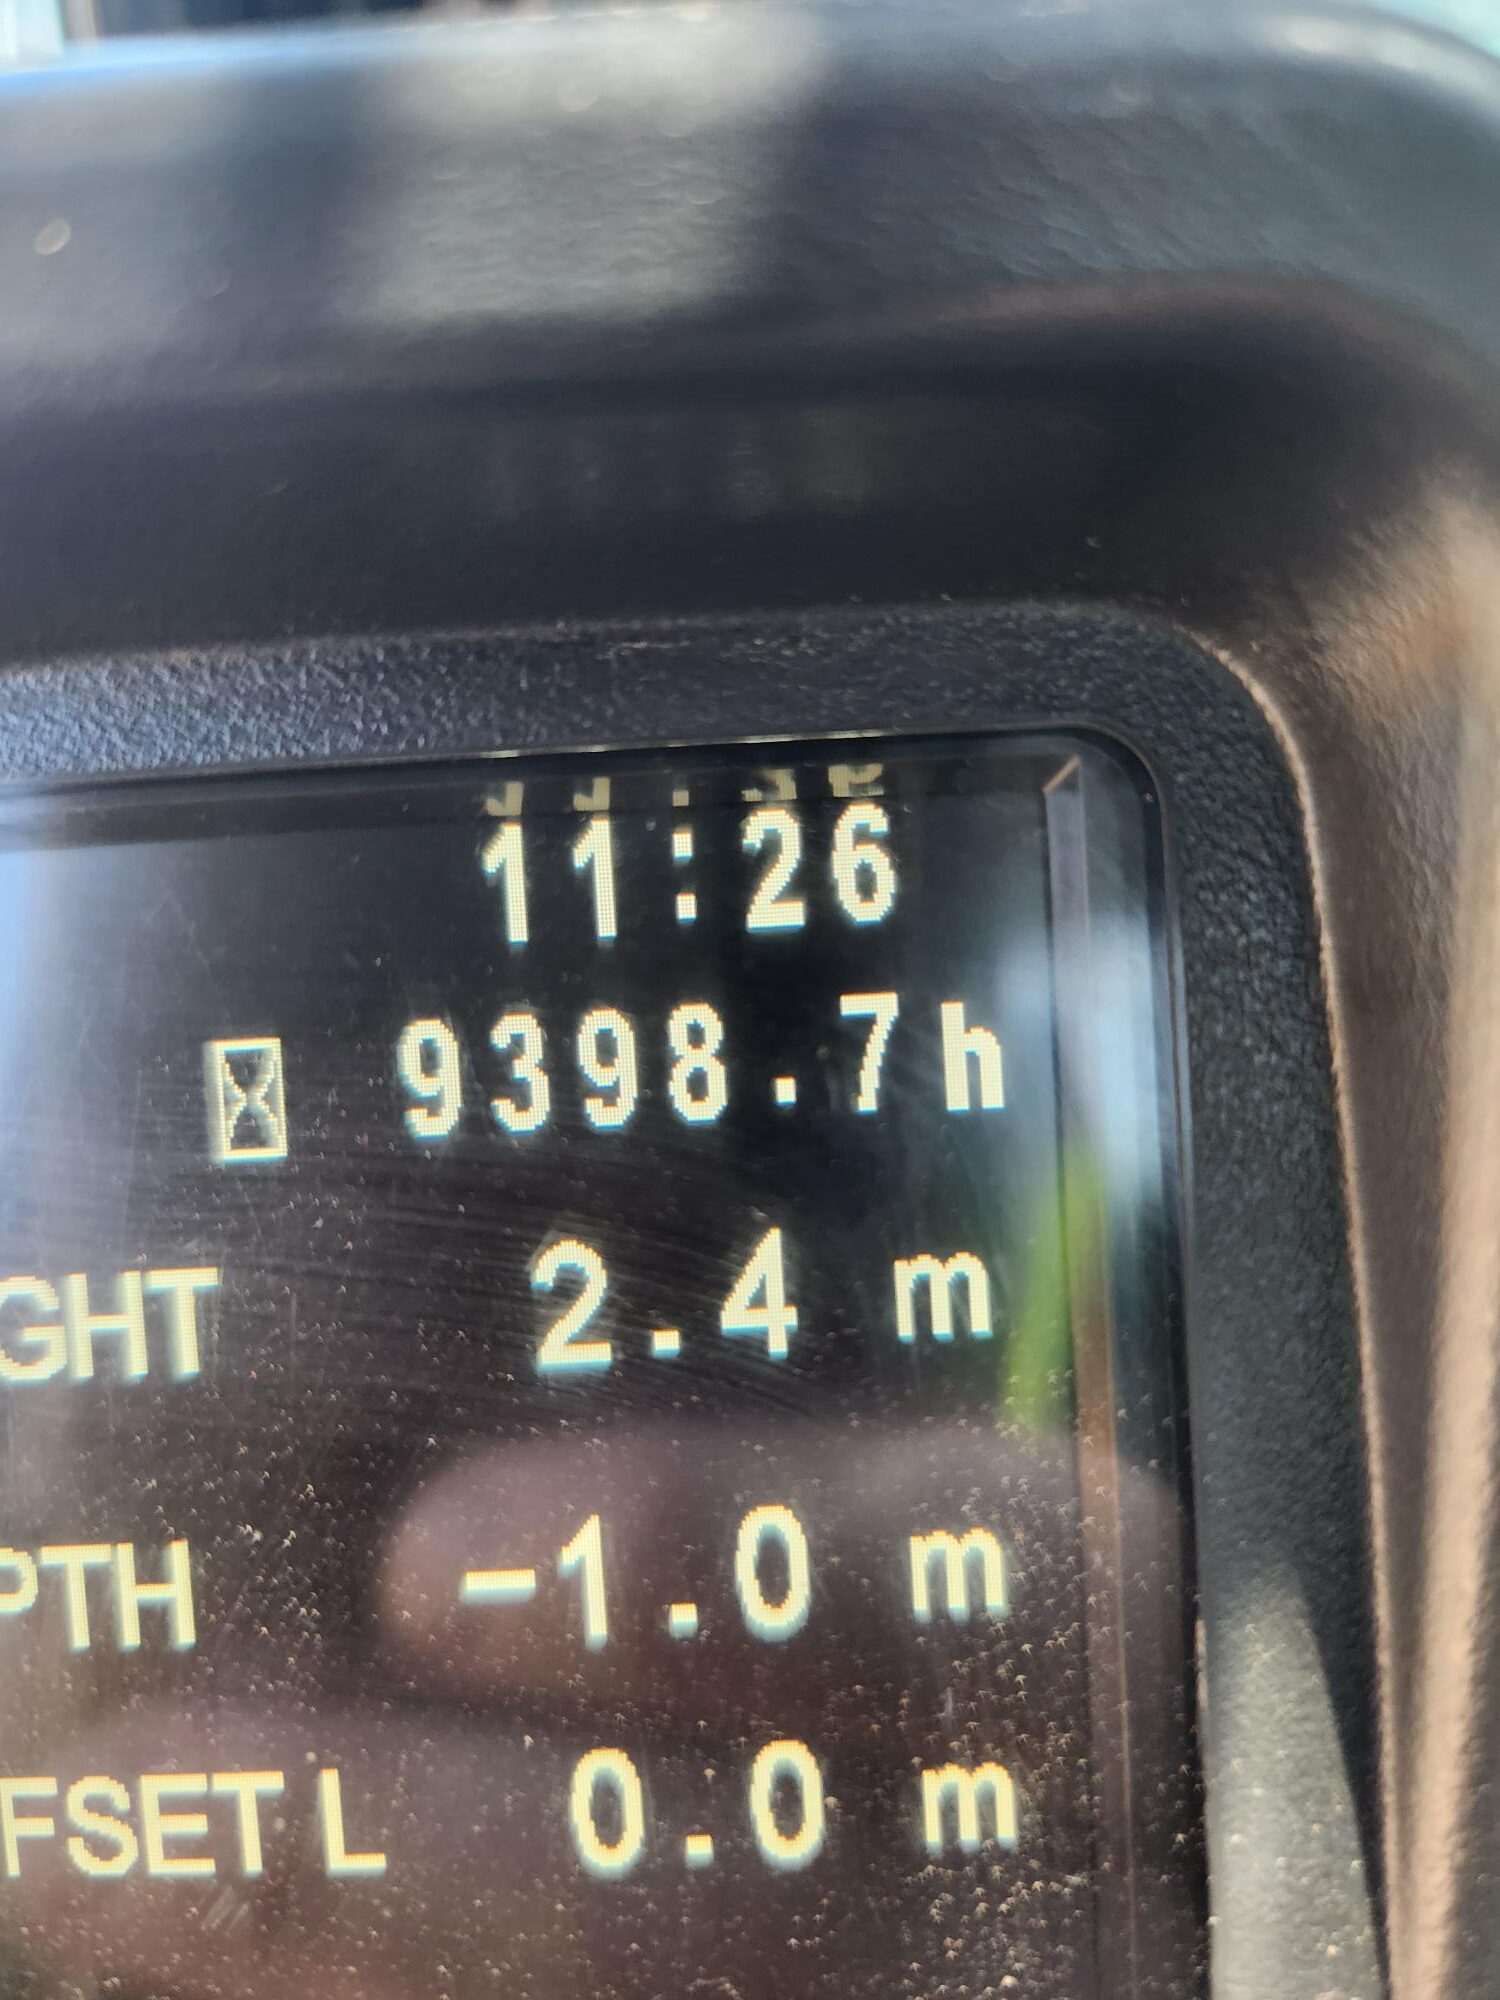 11:26
9398.7h
GHT 2.4 m
PTH -1.0 m
FSET L 0.0 m